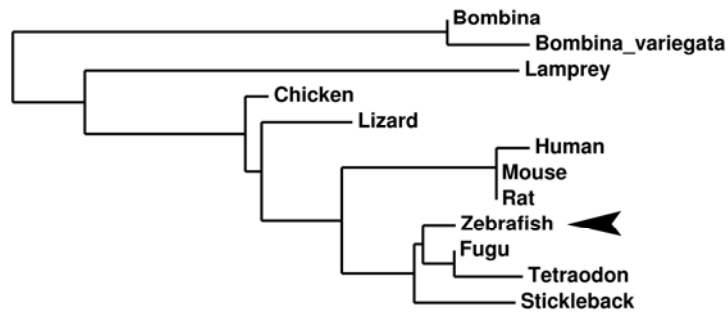 Bombina
Bombina_variegata
Lamprey
Chicken
Lizard
Human
Mouse
Rat
Zebrafish
Fugu
Tetraodon
Stickleback